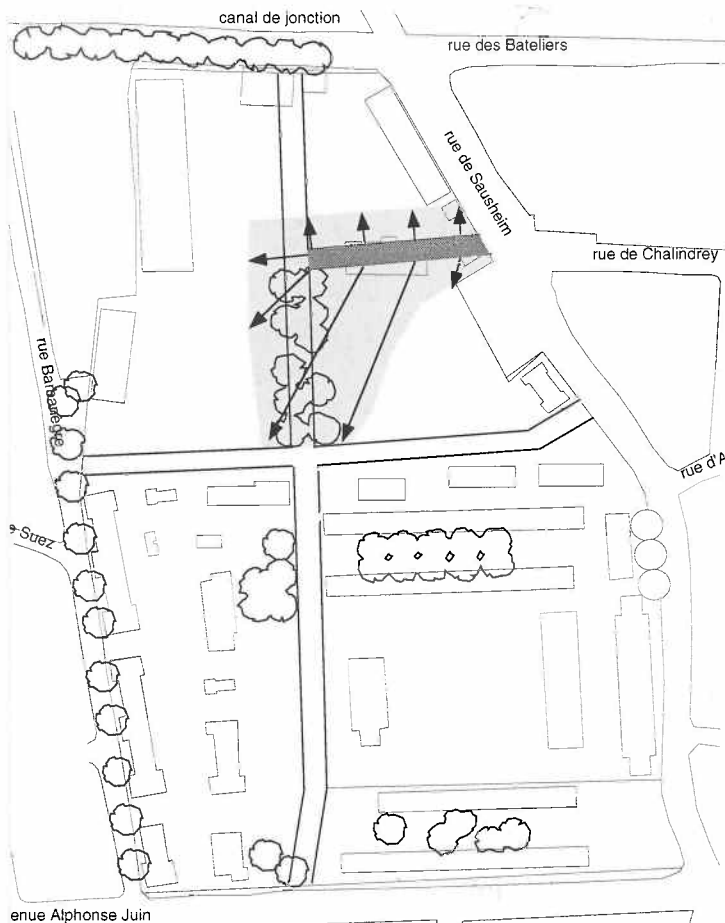 canal de jonction
rue des Bateliers
rue de Sausheim
rue de Chalindrey
rue Barbanègre
rue d'A
e Suez
enue Alphonse Juin